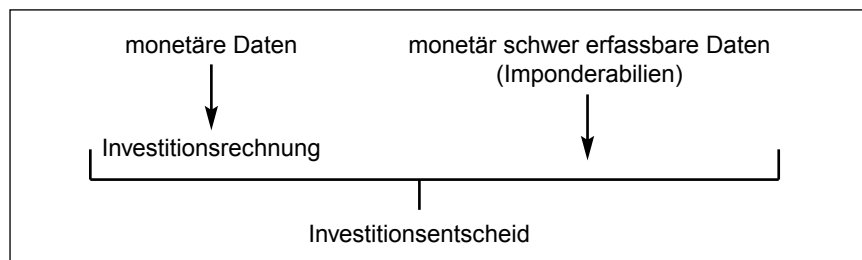 monetäre Daten
monetär schwer erfassbare Daten
(Imponderabilien)
Investitionsrechnung
Investitionsentscheid